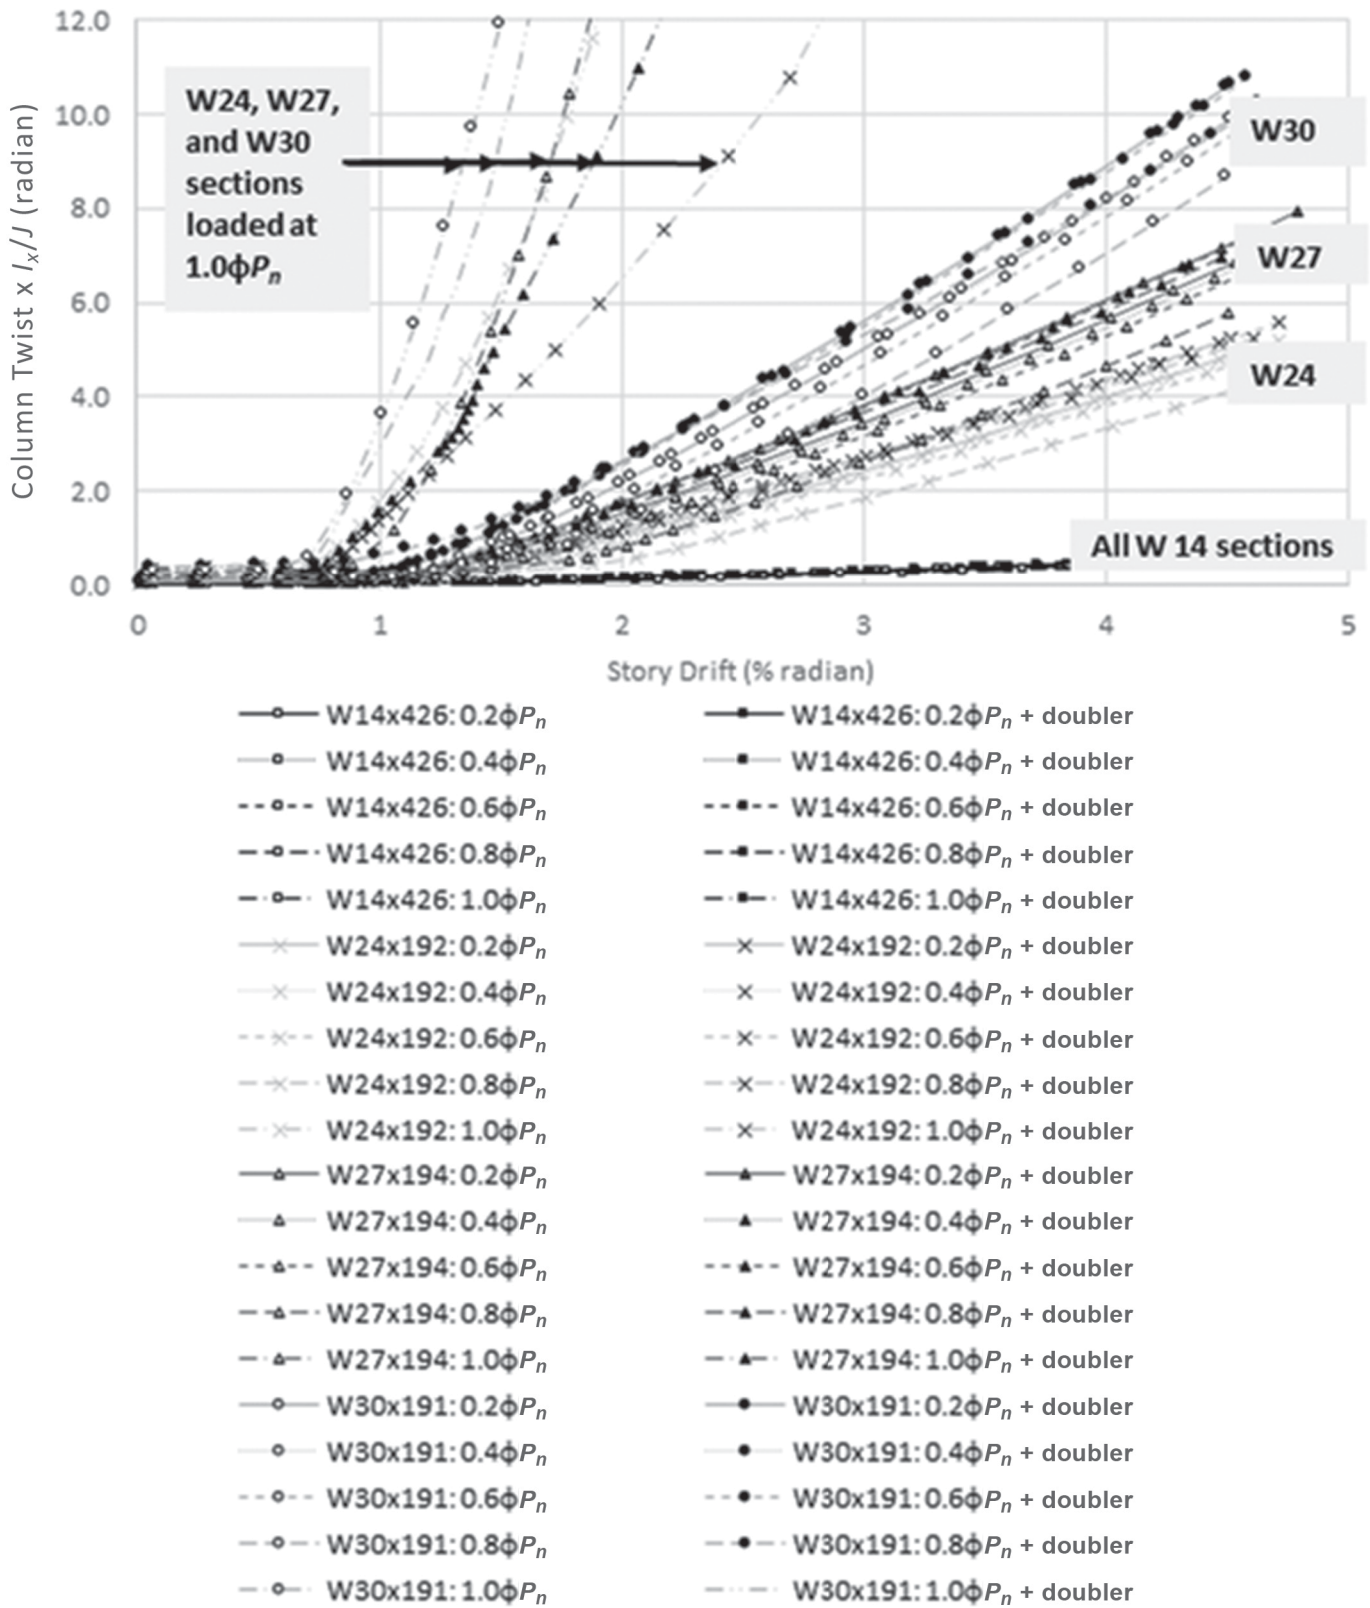 Column Twist x Ix/J (radian)
12.0
10.0
8.0
6.0
4.0
2.0
0.0
W24, W27,
and W30
sections
loaded at
1.0ϕPn
W30
W27
W24
All W 14 sections
0 1 2 3 4 5
Story Drift (% radian)
W14x426: 0.2ϕPn W14x426: 0.2ϕPn + doubler
W14x426: 0.4ϕPn W14x426: 0.4ϕPn + doubler
W14x426: 0.6ϕPn W14x426: 0.6ϕPn + doubler
W14x426: 0.8ϕPn W14x426: 0.8ϕPn + doubler
W14x426: 1.0ϕPn W14x426: 1.0ϕPn + doubler
W24x192: 0.2ϕPn W24x192: 0.2ϕPn + doubler
W24x192: 0.4ϕPn W24x192: 0.4ϕPn + doubler
W24x192: 0.6ϕPn W24x192: 0.6ϕPn + doubler
W24x192: 0.8ϕPn W24x192: 0.8ϕPn + doubler
W24x192: 1.0ϕPn W24x192: 1.0ϕPn + doubler
W27x194: 0.2ϕPn W27x194: 0.2ϕPn + doubler
W27x194: 0.4ϕPn W27x194: 0.4ϕPn + doubler
W27x194: 0.6ϕPn W27x194: 0.6ϕPn + doubler
W27x194: 0.8ϕPn W27x194: 0.8ϕPn + doubler
W27x194: 1.0ϕPn W27x194: 1.0ϕPn + doubler
W30x191: 0.2ϕPn W30x191: 0.2ϕPn + doubler
W30x191: 0.4ϕPn W30x191: 0.4ϕPn + doubler
W30x191: 0.6ϕPn W30x191: 0.6ϕPn + doubler
W30x191: 0.8ϕPn W30x191: 0.8ϕPn + doubler
W30x191: 1.0ϕPn W30x191: 1.0ϕPn + doubler